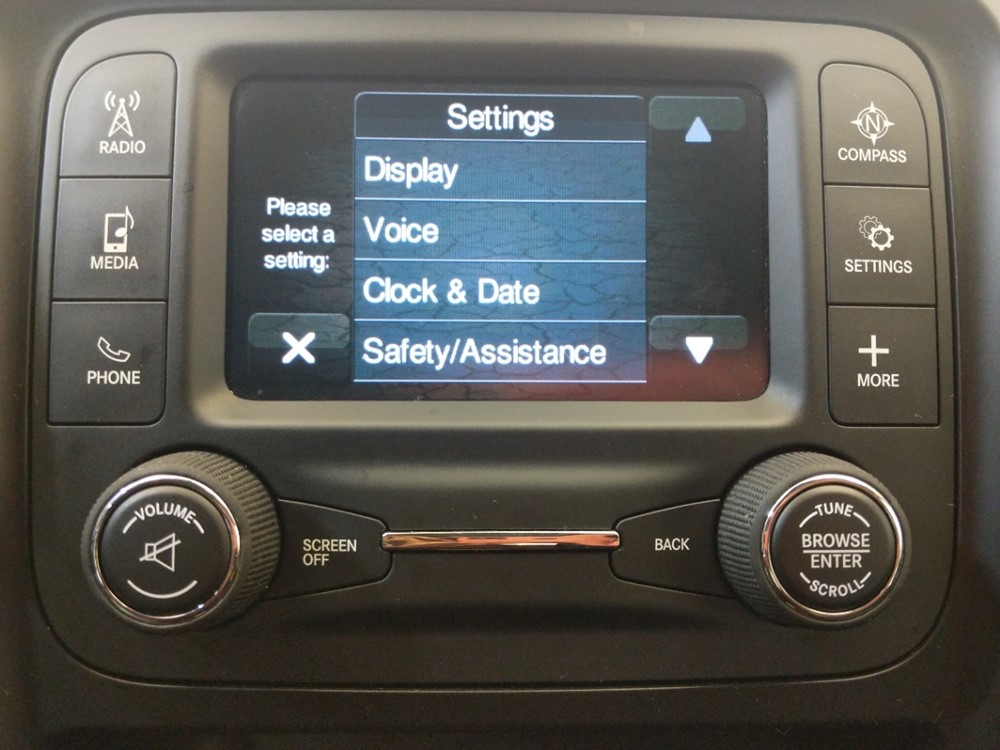 RADIO
MEDIA
PHONE
Please
select a
setting:
Settings
Display
Voice
Clock & Date
Safety/Assistance
N
COMPASS
SETTINGS
MORE
VOLUME
SCREEN
OFF
BACK
TUNE
BROWSE
ENTER
SCROLL